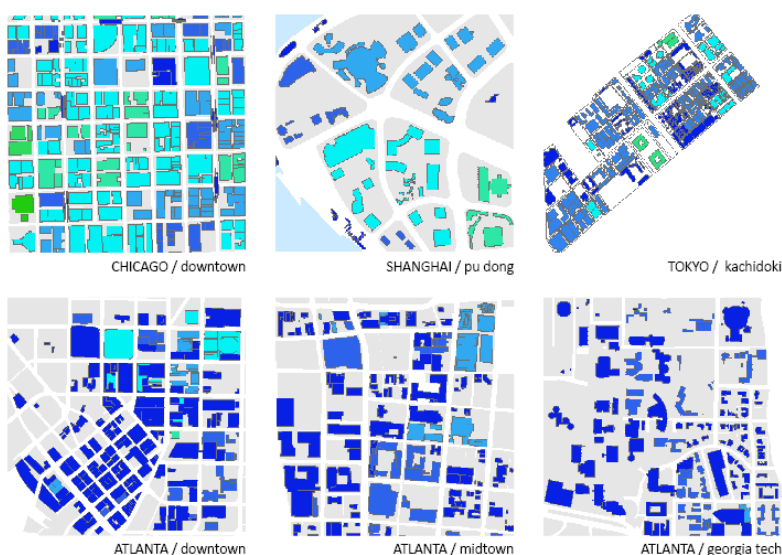 CHICAGO / downtown
SHANGHAI / pu dong
TOKYO / kachidoki
ATLANTA / downtown
ATLANTA / midtown
ATLANTA / georgia tech